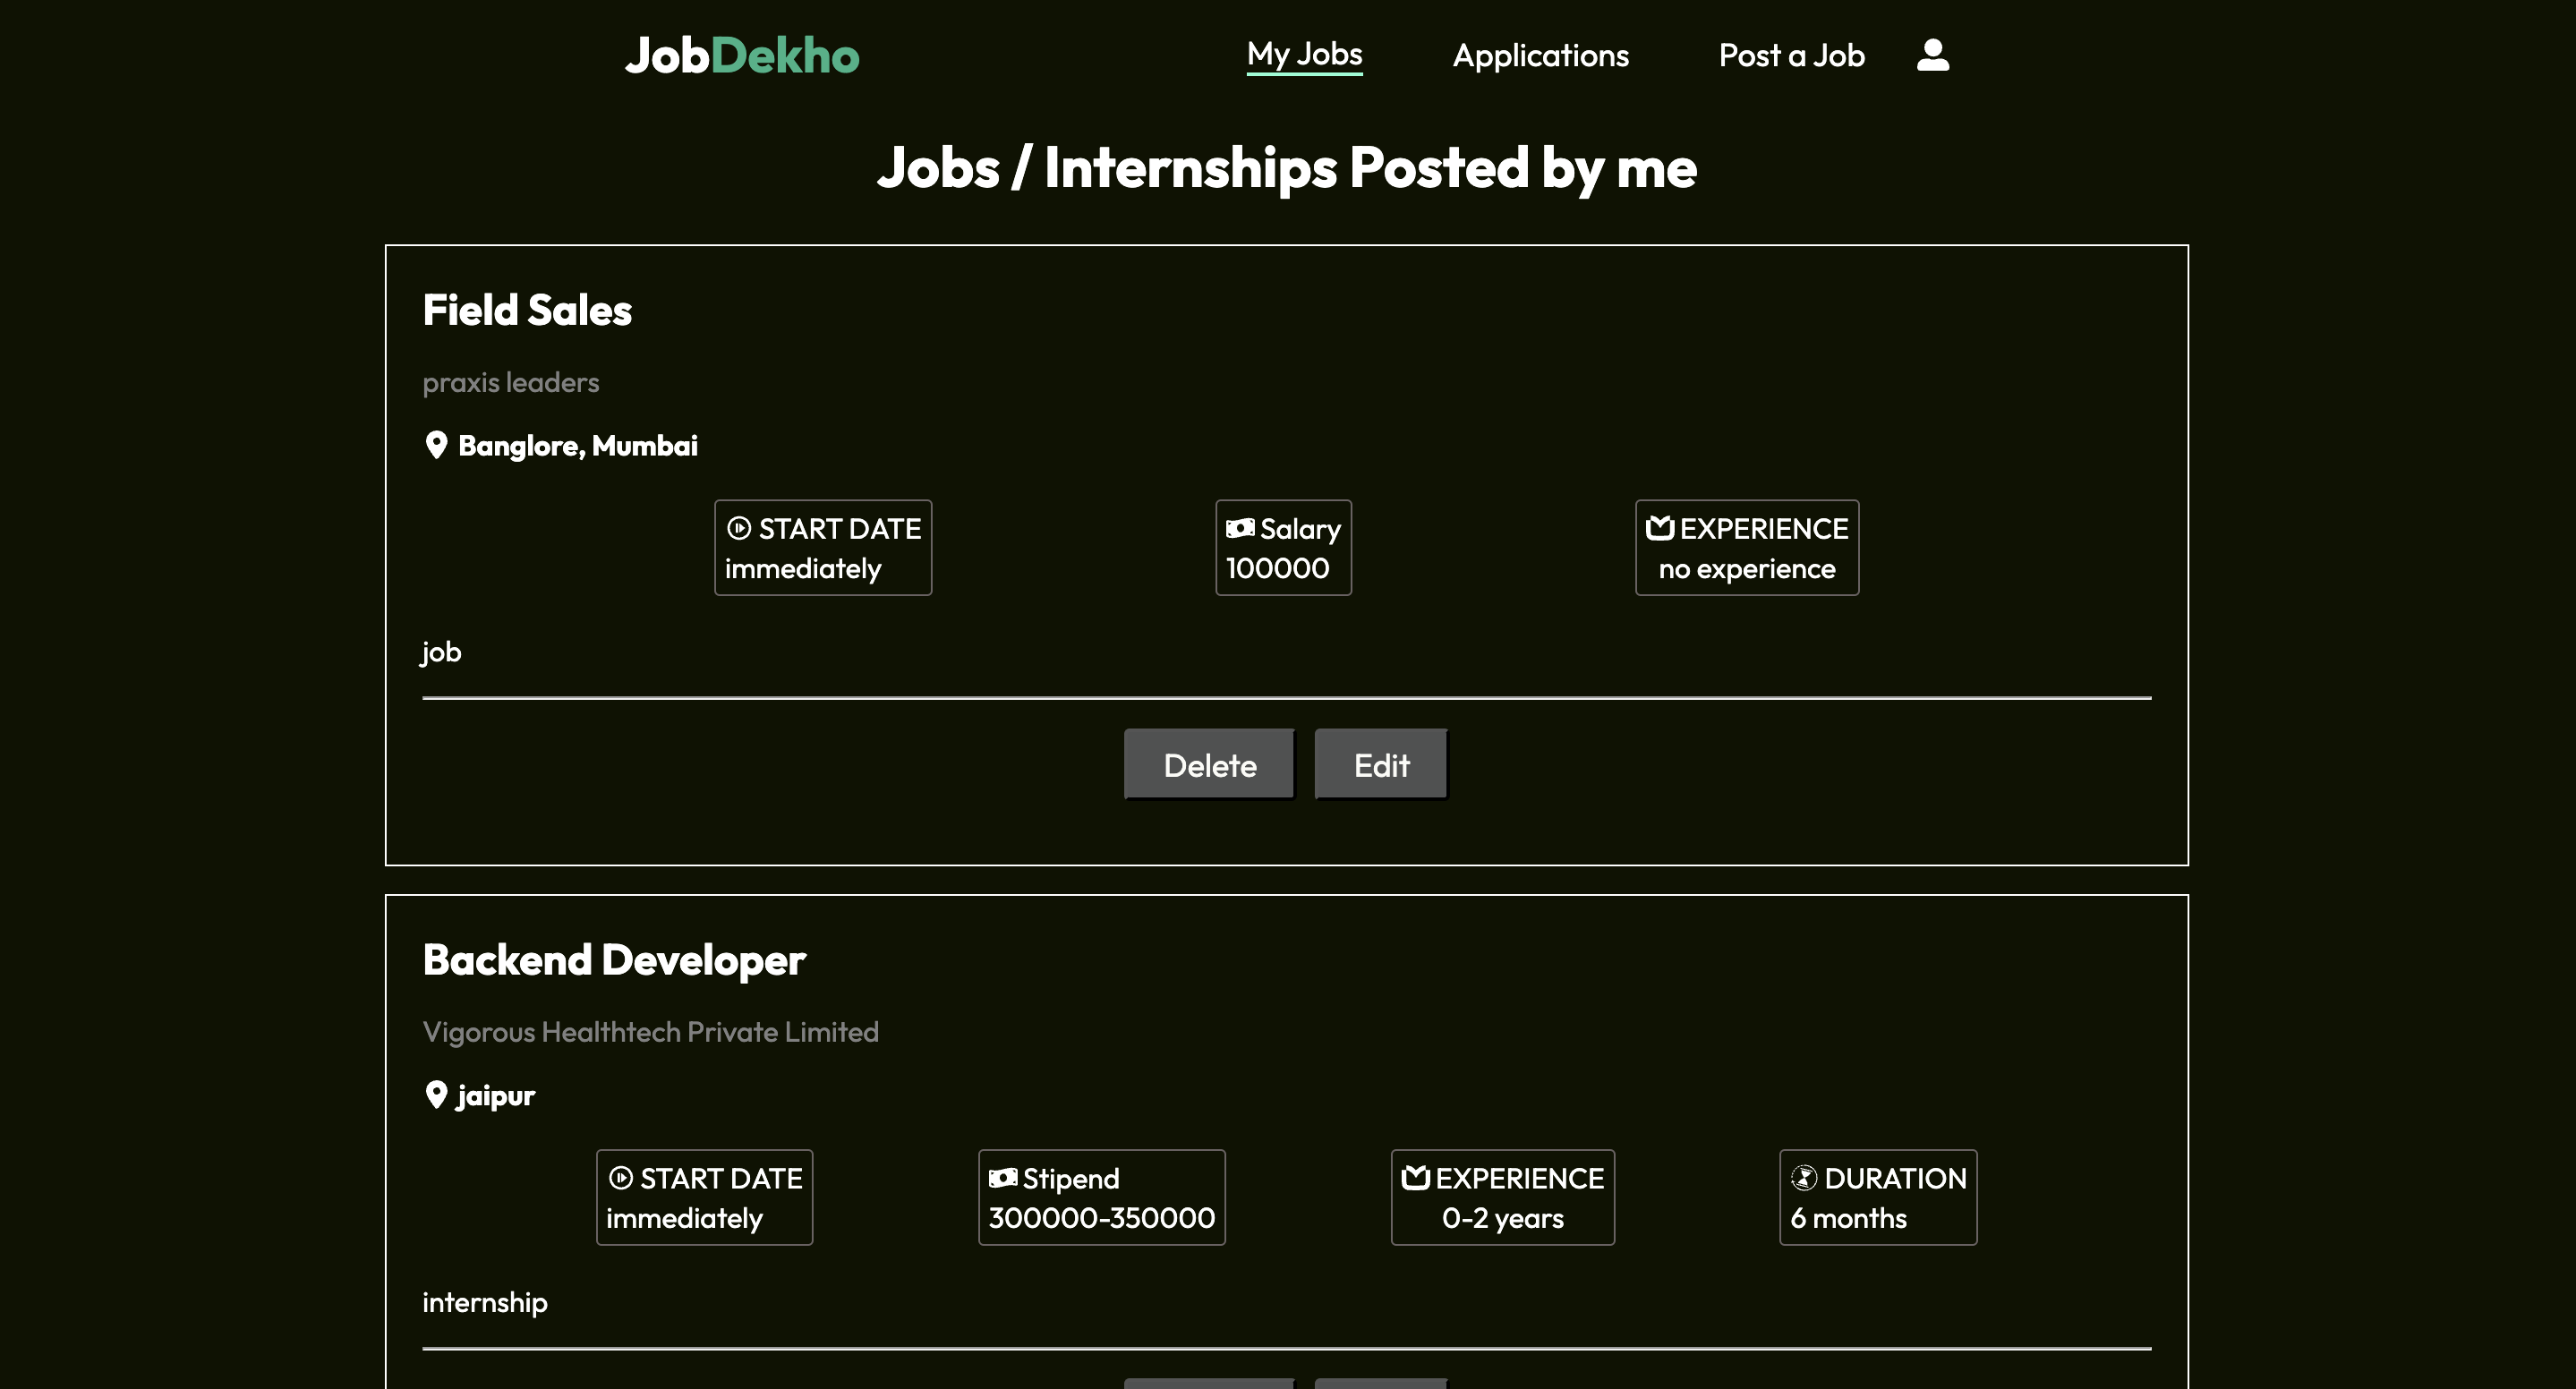 JobDekho My Jobs Applications Post a Job
Jobs / Internships Posted by me
Field Sales
praxis leaders
Banglore, Mumbai
START DATE Salary EXPERIENCE
immediately 100000 no experience
job
Delete Edit
Backend Developer
Vigorous Healthtech Private Limited
jaipur
START DATE Stipend EXPERIENCE DURATION
immediately 300000-350000 0-2 years 6 months
internship